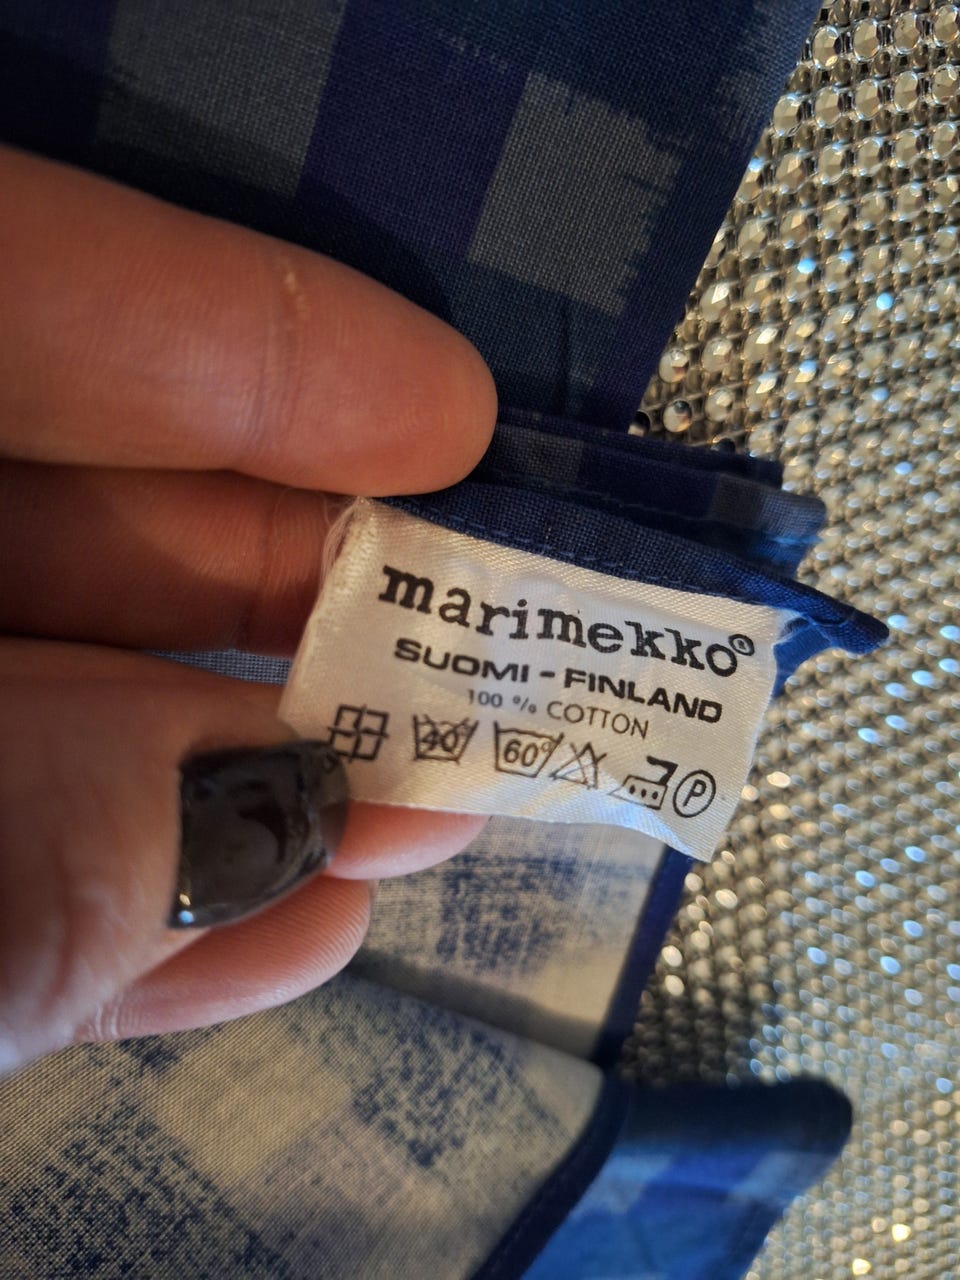 marimekko®
SUOMI - FINLAND
100 % COTTON
40° 60° P